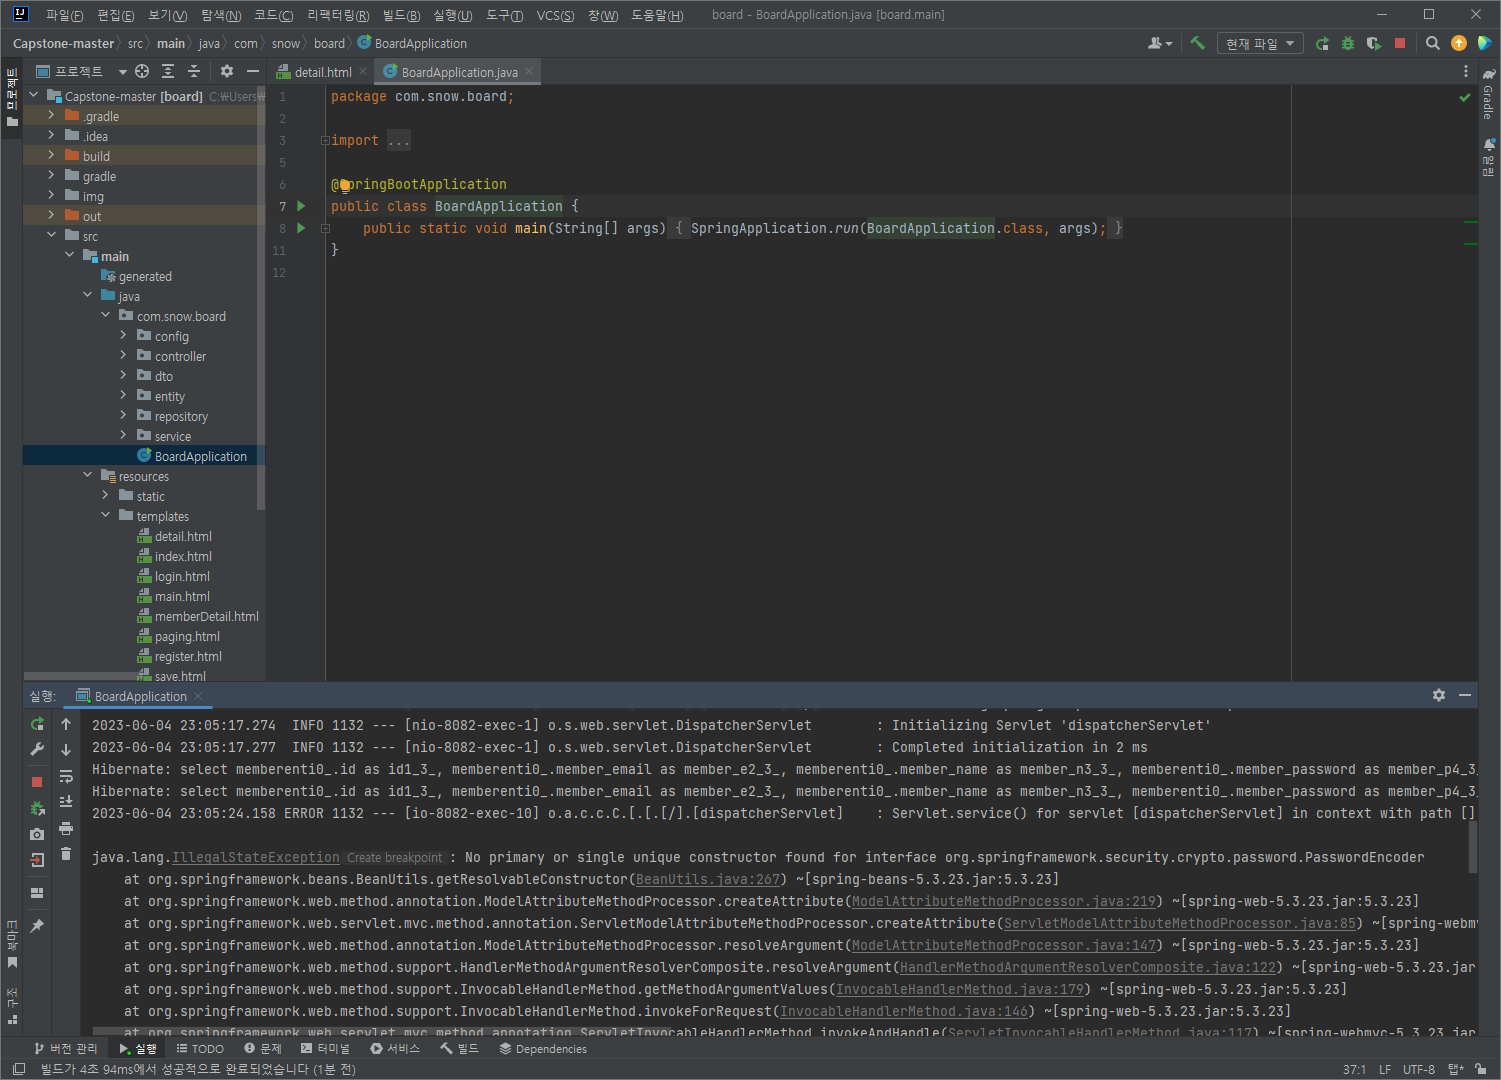 파일(F) 편집(E) 보기(V) 탐색(N) 코드(C) 리팩터링(R) 빌드(B) 실행(U) 도구(T) VCS(S) 창(W) 도움말(H) board - BoardApplication.java [board.main]
Capstone-master src main java com snow board BoardApplication
현재 파일
프로젝트
detail.html
BoardApplication.java
프로젝트
Capstone-master [board] C:￦Users￦
.gradle
.idea
build
gradle
img
out
src
main
generated
java
com.snow.board
config
controller
dto
entity
repository
service
BoardApplication
resources
static
templates
detail.html
index.html
login.html
main.html
memberDetail.html
paging.html
register.html
save.html
1 package com.snow.board;
2
3 import ...
5
6 @SpringBootApplication
7 public class BoardApplication {
8 public static void main(String[] args) { SpringApplication.run(BoardApplication.class, args); }
11 }
12
Gradle
알림
실행: BoardApplication
2023-06-04 23:05:17.274 INFO 1132 --- [nio-8082-exec-1] o.s.web.servlet.DispatcherServlet : Initializing Servlet 'dispatcherServlet'
2023-06-04 23:05:17.277 INFO 1132 --- [nio-8082-exec-1] o.s.web.servlet.DispatcherServlet : Completed initialization in 2 ms
Hibernate: select memberenti0_.id as id1_3_, memberenti0_.member_email as member_e2_3_, memberenti0_.member_name as member_n3_3_, memberenti0_.member_password as member_p4_3_
Hibernate: select memberenti0_.id as id1_3_, memberenti0_.member_email as member_e2_3_, memberenti0_.member_name as member_n3_3_, memberenti0_.member_password as member_p4_3_
2023-06-04 23:05:24.158 ERROR 1132 --- [io-8082-exec-10] o.a.c.c.C.[.[.[/].[dispatcherServlet] : Servlet.service() for servlet [dispatcherServlet] in context with path []
java.lang.IllegalStateException Create breakpoint : No primary or single unique constructor found for interface org.springframework.security.crypto.password.PasswordEncoder
at org.springframework.beans.BeanUtils.getResolvableConstructor(BeanUtils.java:267) ~[spring-beans-5.3.23.jar:5.3.23]
at org.springframework.web.method.annotation.ModelAttributeMethodProcessor.createAttribute(ModelAttributeMethodProcessor.java:219) ~[spring-web-5.3.23.jar:5.3.23]
at org.springframework.web.servlet.mvc.method.annotation.ServletModelAttributeMethodProcessor.createAttribute(ServletModelAttributeMethodProcessor.java:85) ~[spring-webmv
at org.springframework.web.method.annotation.ModelAttributeMethodProcessor.resolveArgument(ModelAttributeMethodProcessor.java:147) ~[spring-web-5.3.23.jar:5.3.23]
at org.springframework.web.method.support.HandlerMethodArgumentResolverComposite.resolveArgument(HandlerMethodArgumentResolverComposite.java:122) ~[spring-web-5.3.23.jar
at org.springframework.web.method.support.InvocableHandlerMethod.getMethodArgumentValues(InvocableHandlerMethod.java:179) ~[spring-web-5.3.23.jar:5.3.23]
at org.springframework.web.method.support.InvocableHandlerMethod.invokeForRequest(InvocableHandlerMethod.java:146) ~[spring-web-5.3.23.jar:5.3.23]
at org.springframework.web.servlet.mvc.method.annotation.ServletInvocableHandlerMethod.invokeAndHandle(ServletInvocableHandlerMethod.java:117) ~[spring-webmvc-5.3.23
북마크
구조
버전 관리 실행 TODO 문제 터미널 서비스 빌드 Dependencies
빌드가 4초 94ms에서 성공적으로 완료되었습니다 (1분 전) 37:1 LF UTF-8 탭*